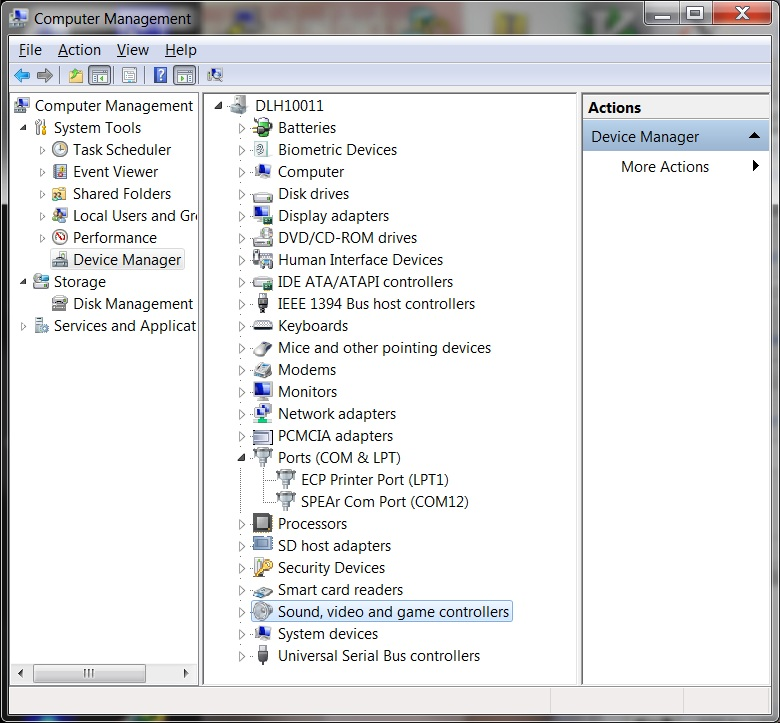 Computer Management
File Action View Help
Computer Management
System Tools
Task Scheduler
Event Viewer
Shared Folders
Local Users and Gr
Performance
Device Manager
Storage
Disk Management
Services and Applicat
DLH10011
Batteries
Biometric Devices
Computer
Disk drives
Display adapters
DVD/CD-ROM drives
Human Interface Devices
IDE ATA/ATAPI controllers
IEEE 1394 Bus host controllers
Keyboards
Mice and other pointing devices
Modems
Monitors
Network adapters
PCMCIA adapters
Ports (COM & LPT)
ECP Printer Port (LPT1)
SPEAr Com Port (COM12)
Processors
SD host adapters
Security Devices
Smart card readers
Sound, video and game controllers
System devices
Universal Serial Bus controllers
Actions
Device Manager
More Actions